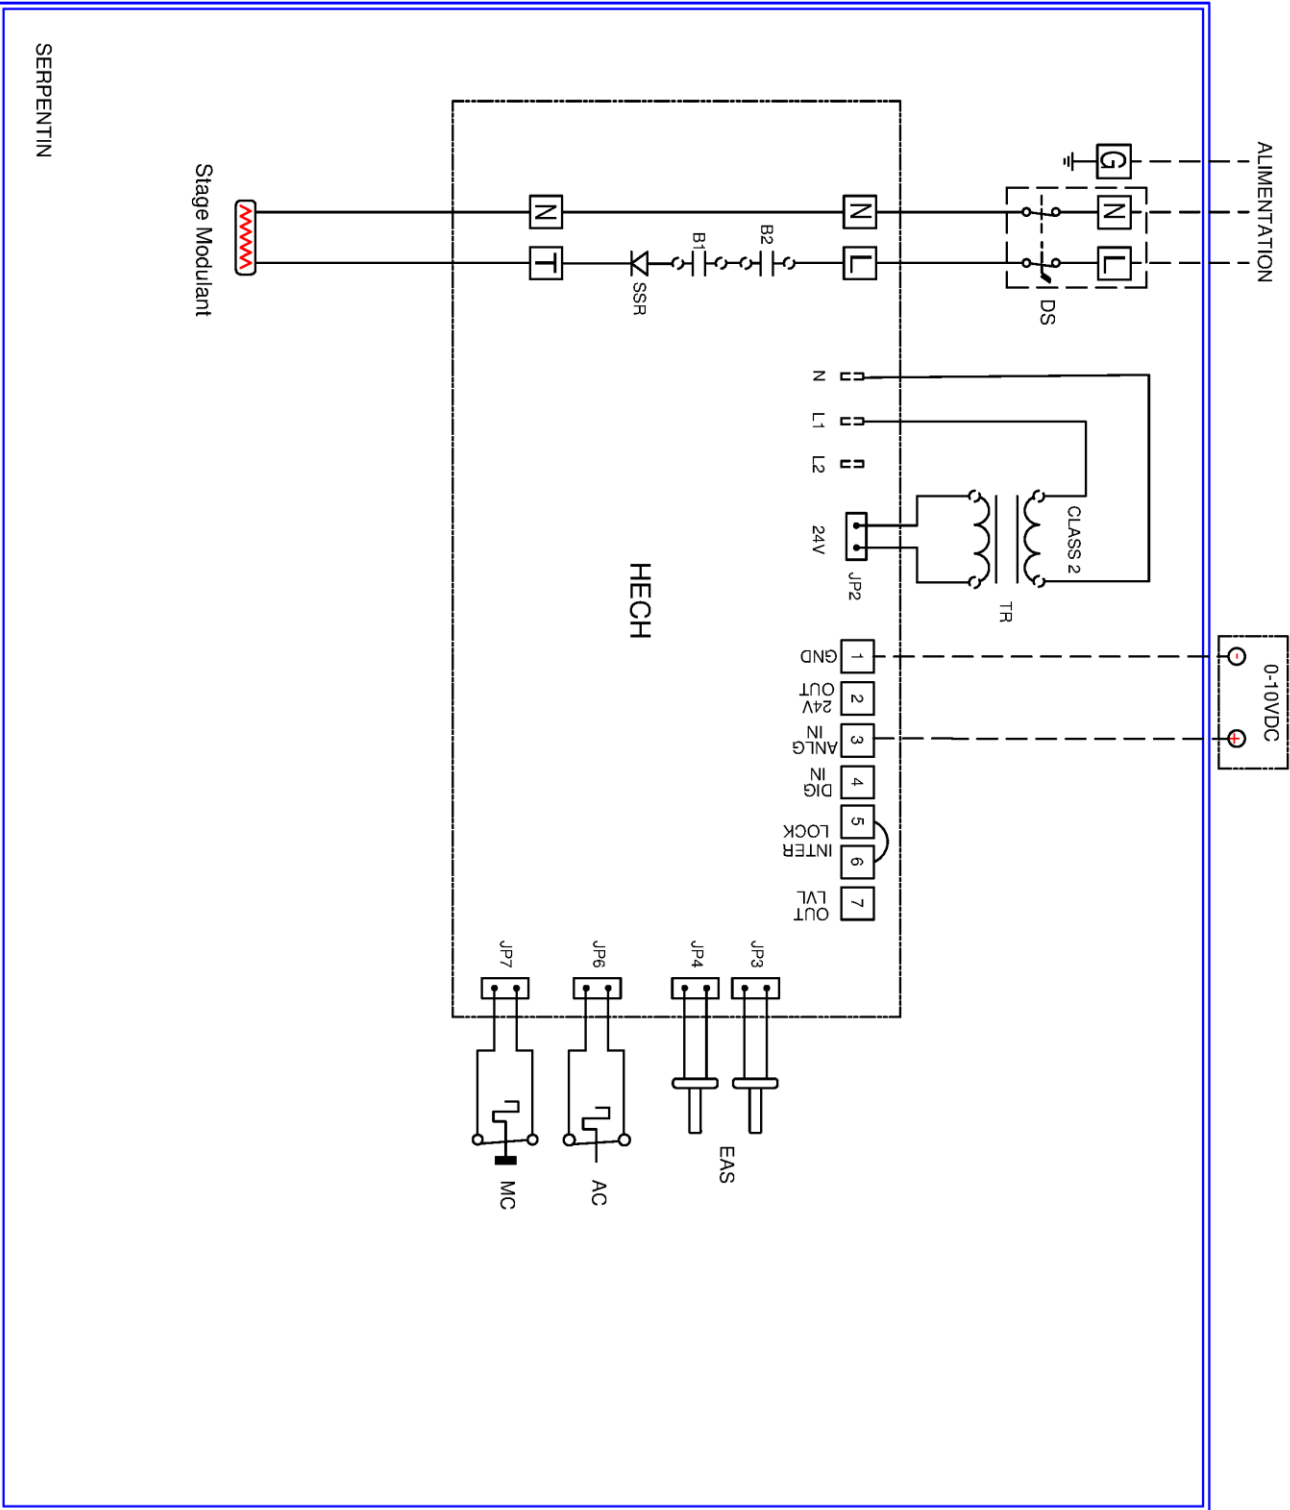 ALIMENTATION
G
N
L
DS
0-10VDC
-
+
CLASS 2
TR
N
L
B2
B1
SSR
N
T
N
L1
L2
24V
JP2
1
GND
2
24V
OUT
3
ANLG
IN
4
DIG
IN
5
6
INTER
LOCK
7
OUT
LVL
HECH
JP3
JP4
EAS
JP6
AC
JP7
MC
Stage Modulant
SERPENTIN